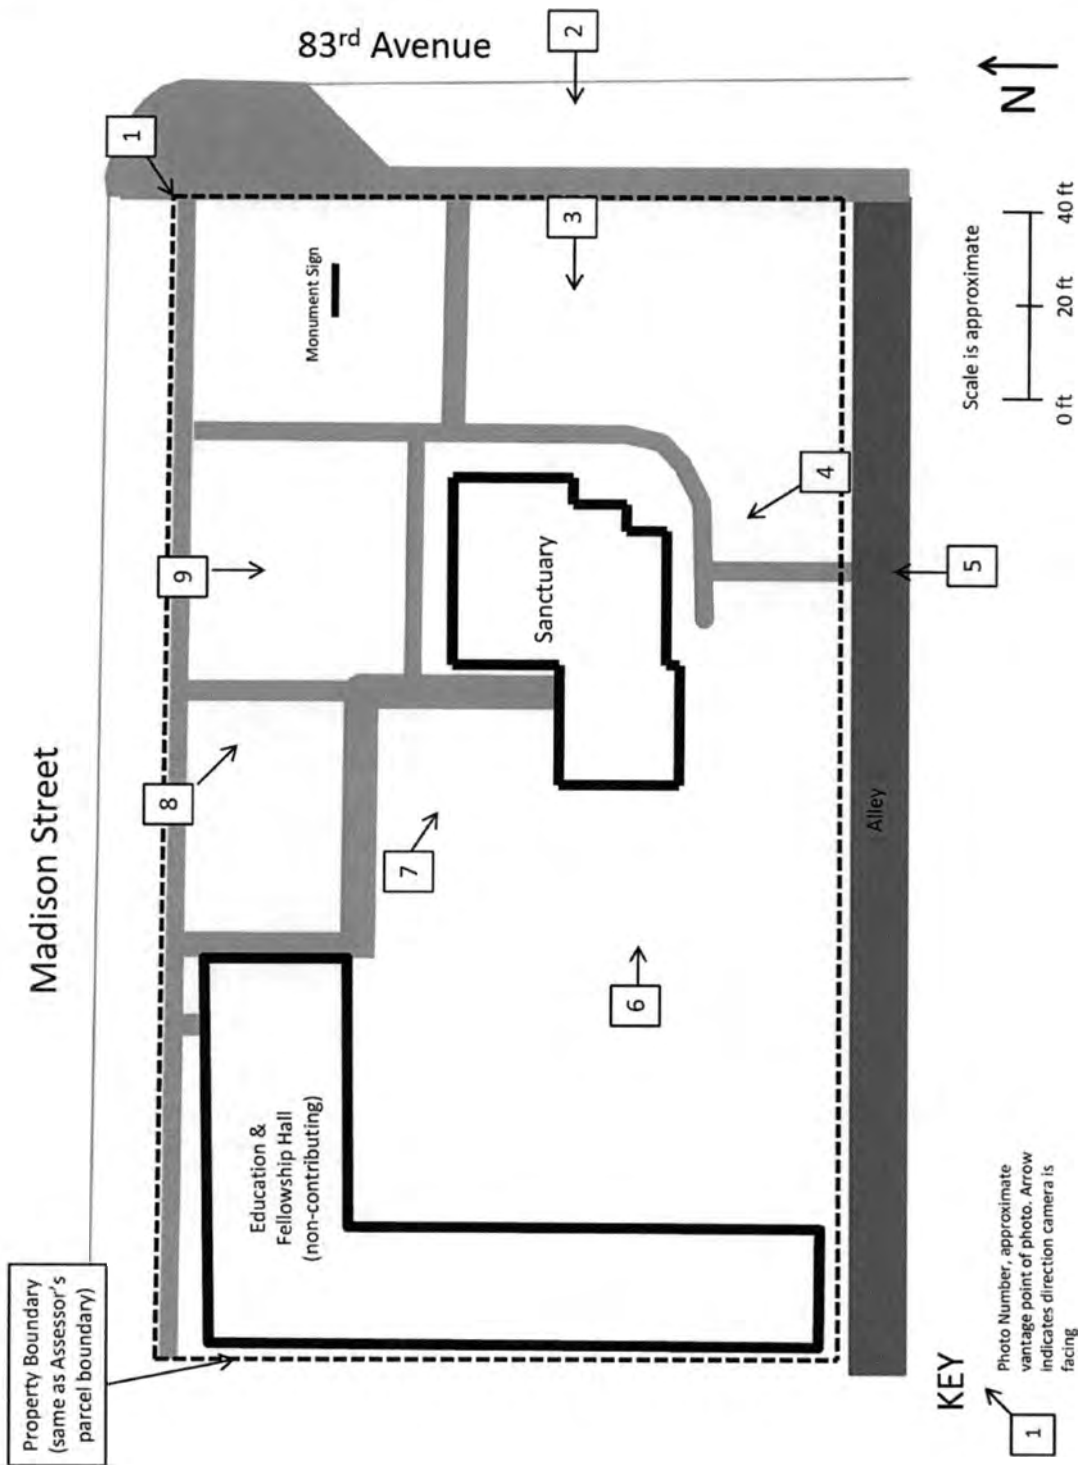 Madison Street
83rd Avenue
Property Boundary
(same as Assessor's
parcel boundary)
1
2
3
4
5
6
7
8
9
Monument Sign
Sanctuary
Education &
Fellowship Hall
(non-contributing)
Alley
N
Scale is approximate
0 ft 20 ft 40 ft
KEY
1
Photo Number, approximate
vantage point of photo. Arrow
indicates direction camera is
facing